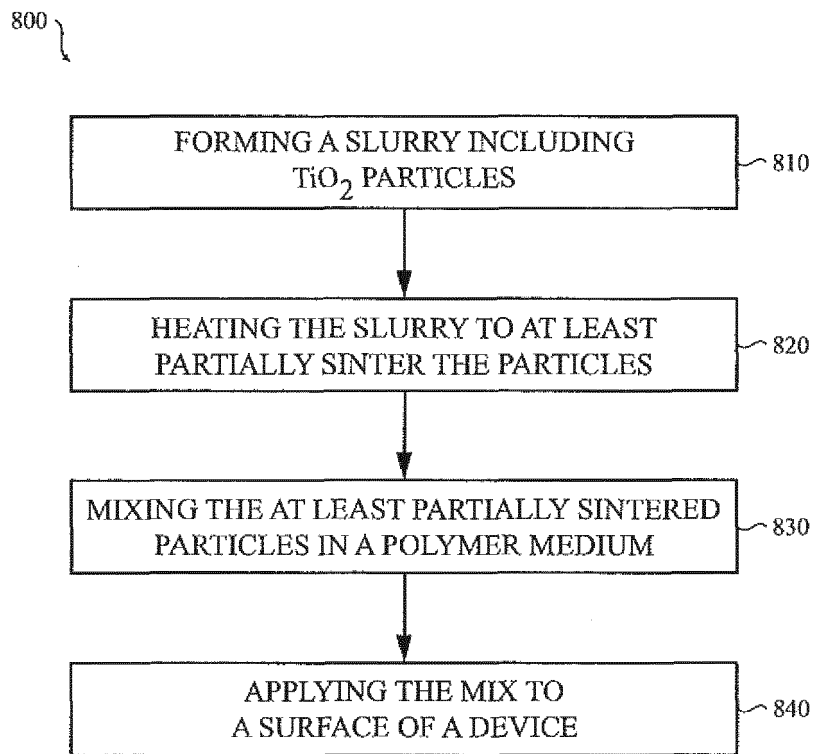 800
FORMING A SLURRY INCLUDING
TiO2 PARTICLES
810
HEATING THE SLURRY TO AT LEAST
PARTIALLY SINTER THE PARTICLES
820
MIXING THE AT LEAST PARTIALLY SINTERED
PARTICLES IN A POLYMER MEDIUM
830
APPLYING THE MIX TO
A SURFACE OF A DEVICE
840